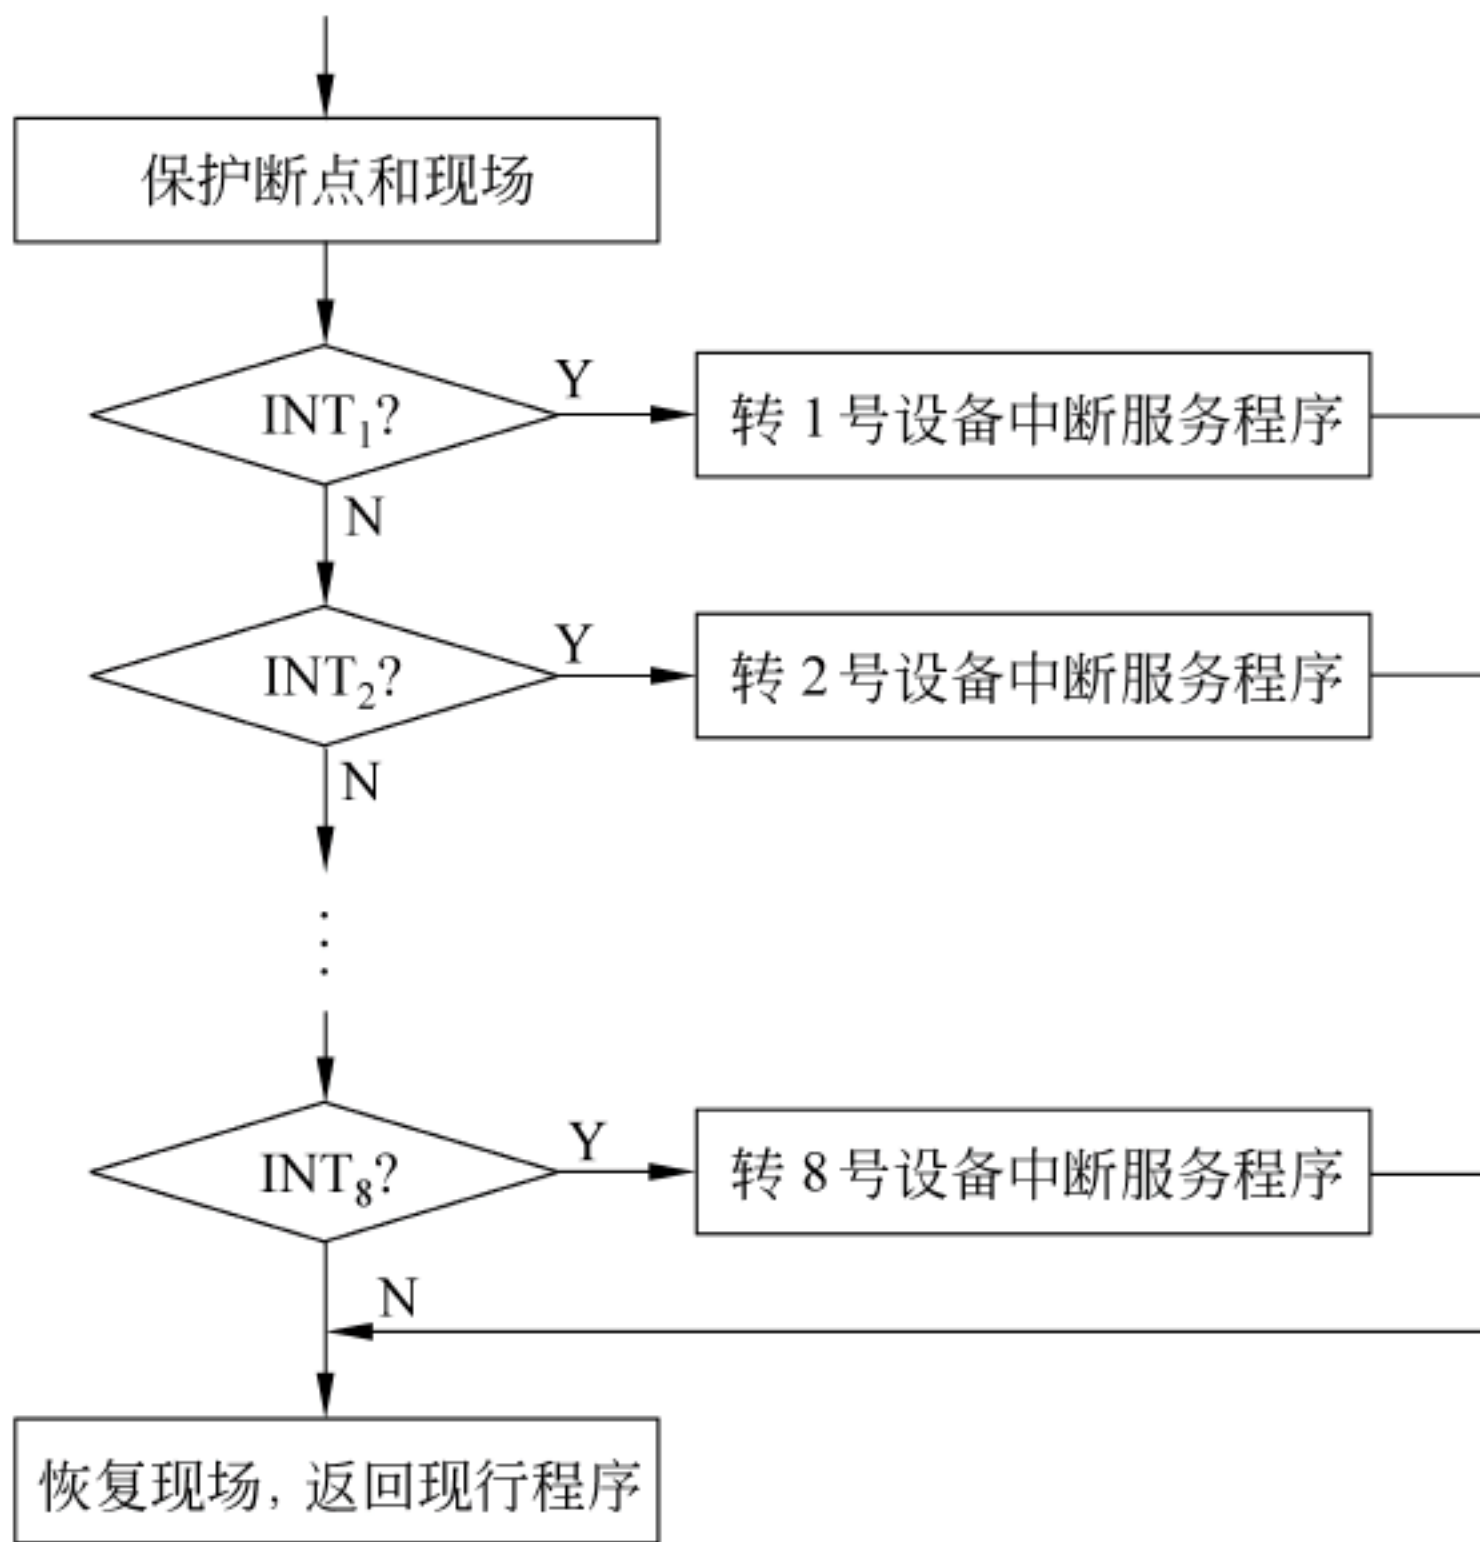 保护断点和现场
INT₁?
Y
转 1 号设备中断服务程序
N
INT₂?
Y
转 2 号设备中断服务程序
N
⋮
INT₈?
Y
转 8 号设备中断服务程序
N
恢复现场, 返回现行程序